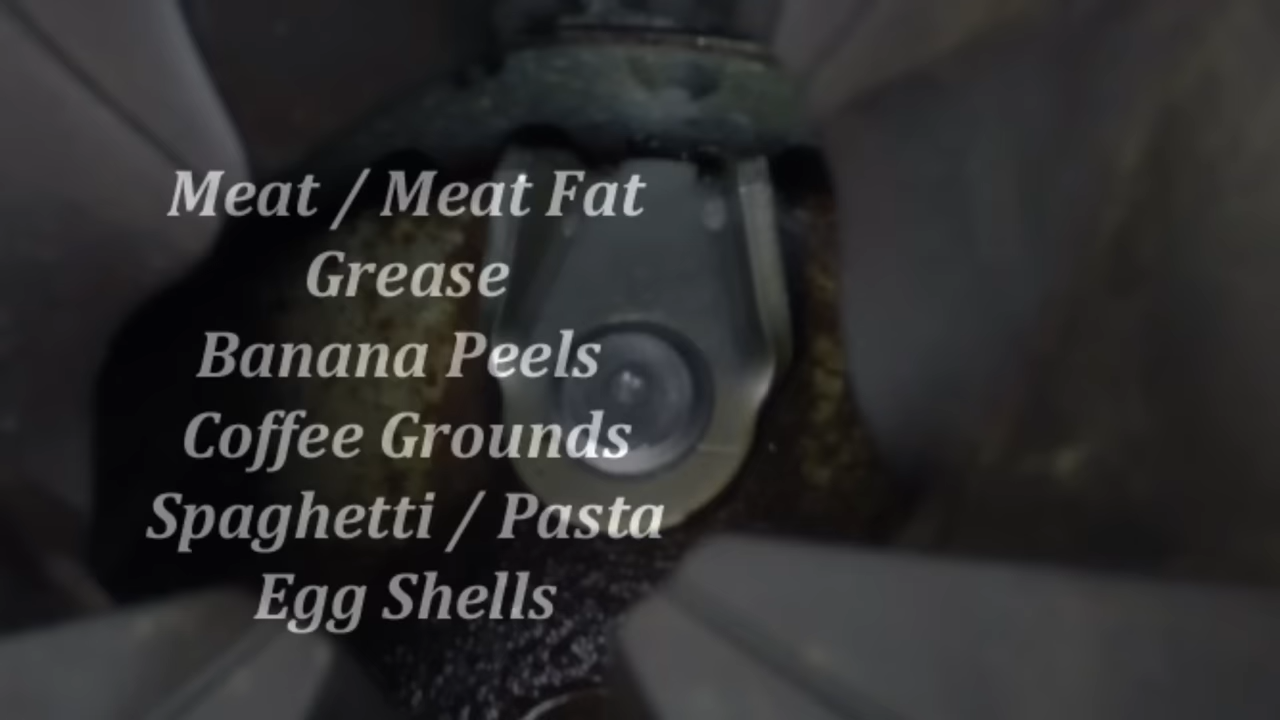 Meat / Meat Fat
Grease
Banana Peels
Coffee Grounds
Spaghetti / Pasta
Egg Shells